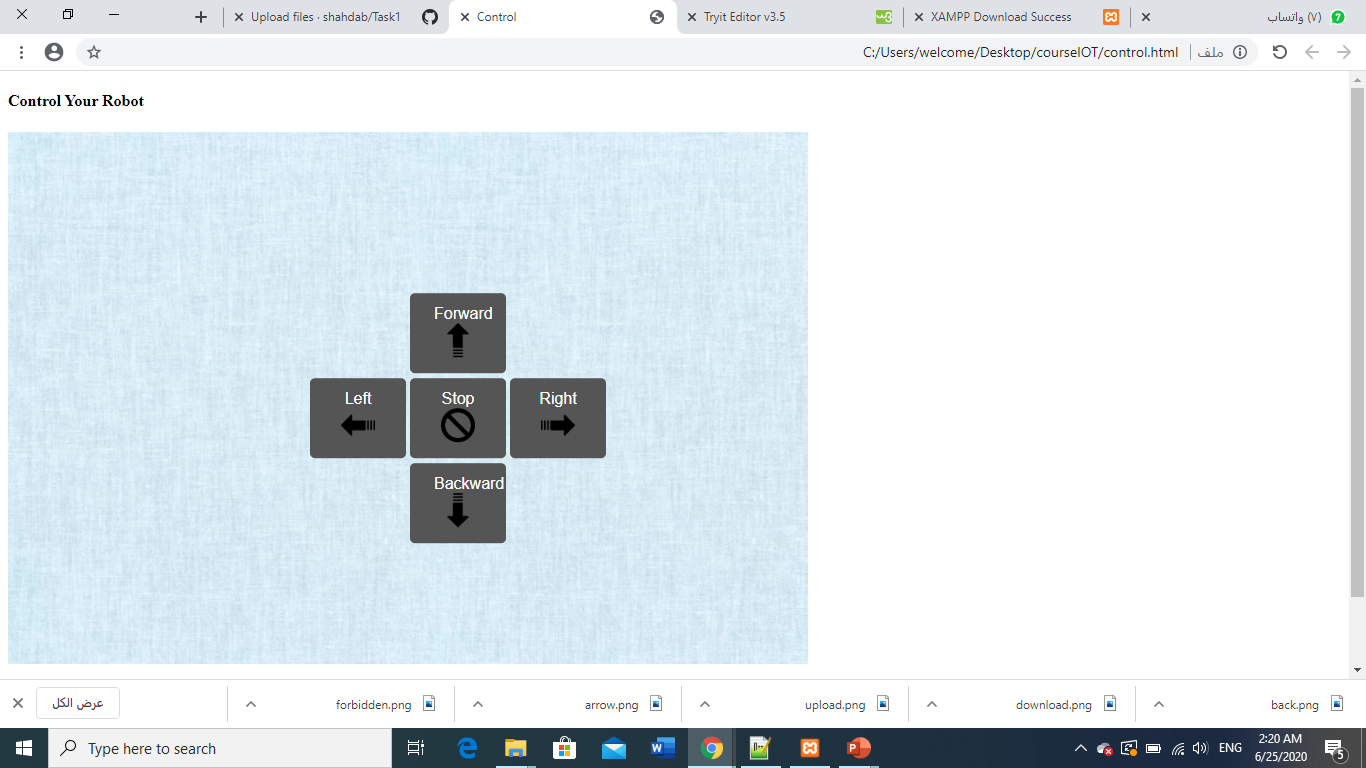 Upload files · shahdab/Task1
Control
Tryit Editor v3.5
XAMPP Download Success
(٧) واتساب
C:/Users/welcome/Desktop/courseIOT/control.html
ملف
Control Your Robot
Forward
Left
Stop
Right
Backward
عرض الكل
forbidden.png
arrow.png
upload.png
download.png
back.png
Type here to search
ENG
2:20 AM
6/25/2020
5